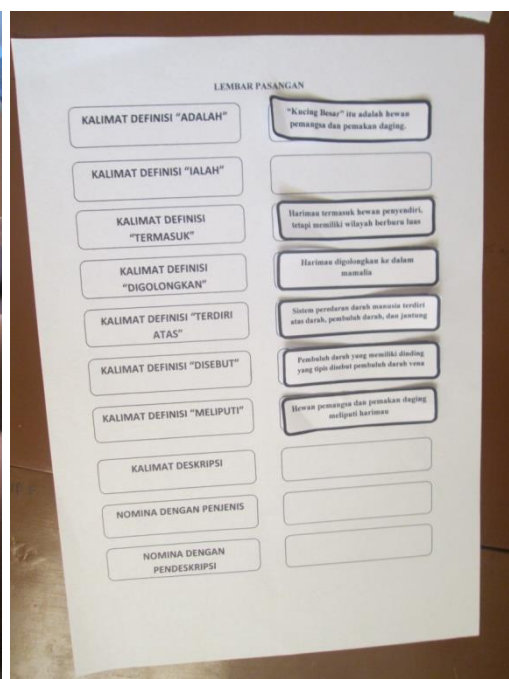 LEMBAR PASANGAN
KALIMAT DEFINISI "ADALAH"
"Kucing Besar" itu adalah hewan
pemangsa dan pemakan daging.
KALIMAT DEFINISI "IALAH"
KALIMAT DEFINISI
"TERMASUK"
Harimau termasuk hewan penyendiri,
tetapi memiliki wilayah berburu luas
KALIMAT DEFINISI
"DIGOLONGKAN"
Harimau digolongkan ke dalam
mamalia
KALIMAT DEFINISI "TERDIRI
ATAS"
Sistem peredaran darah manusia terdiri
atas darah, pembuluh darah, dan jantung
KALIMAT DEFINISI "DISEBUT"
Pembuluh darah yang memiliki dinding
yang tipis disebut pembuluh darah vena
KALIMAT DEFINISI "MELIPUTI"
Hewan pemangsa dan pemakan daging
meliputi harimau
KALIMAT DESKRIPSI
NOMINA DENGAN PENJENIS
NOMINA DENGAN
PENDESKRIPSI